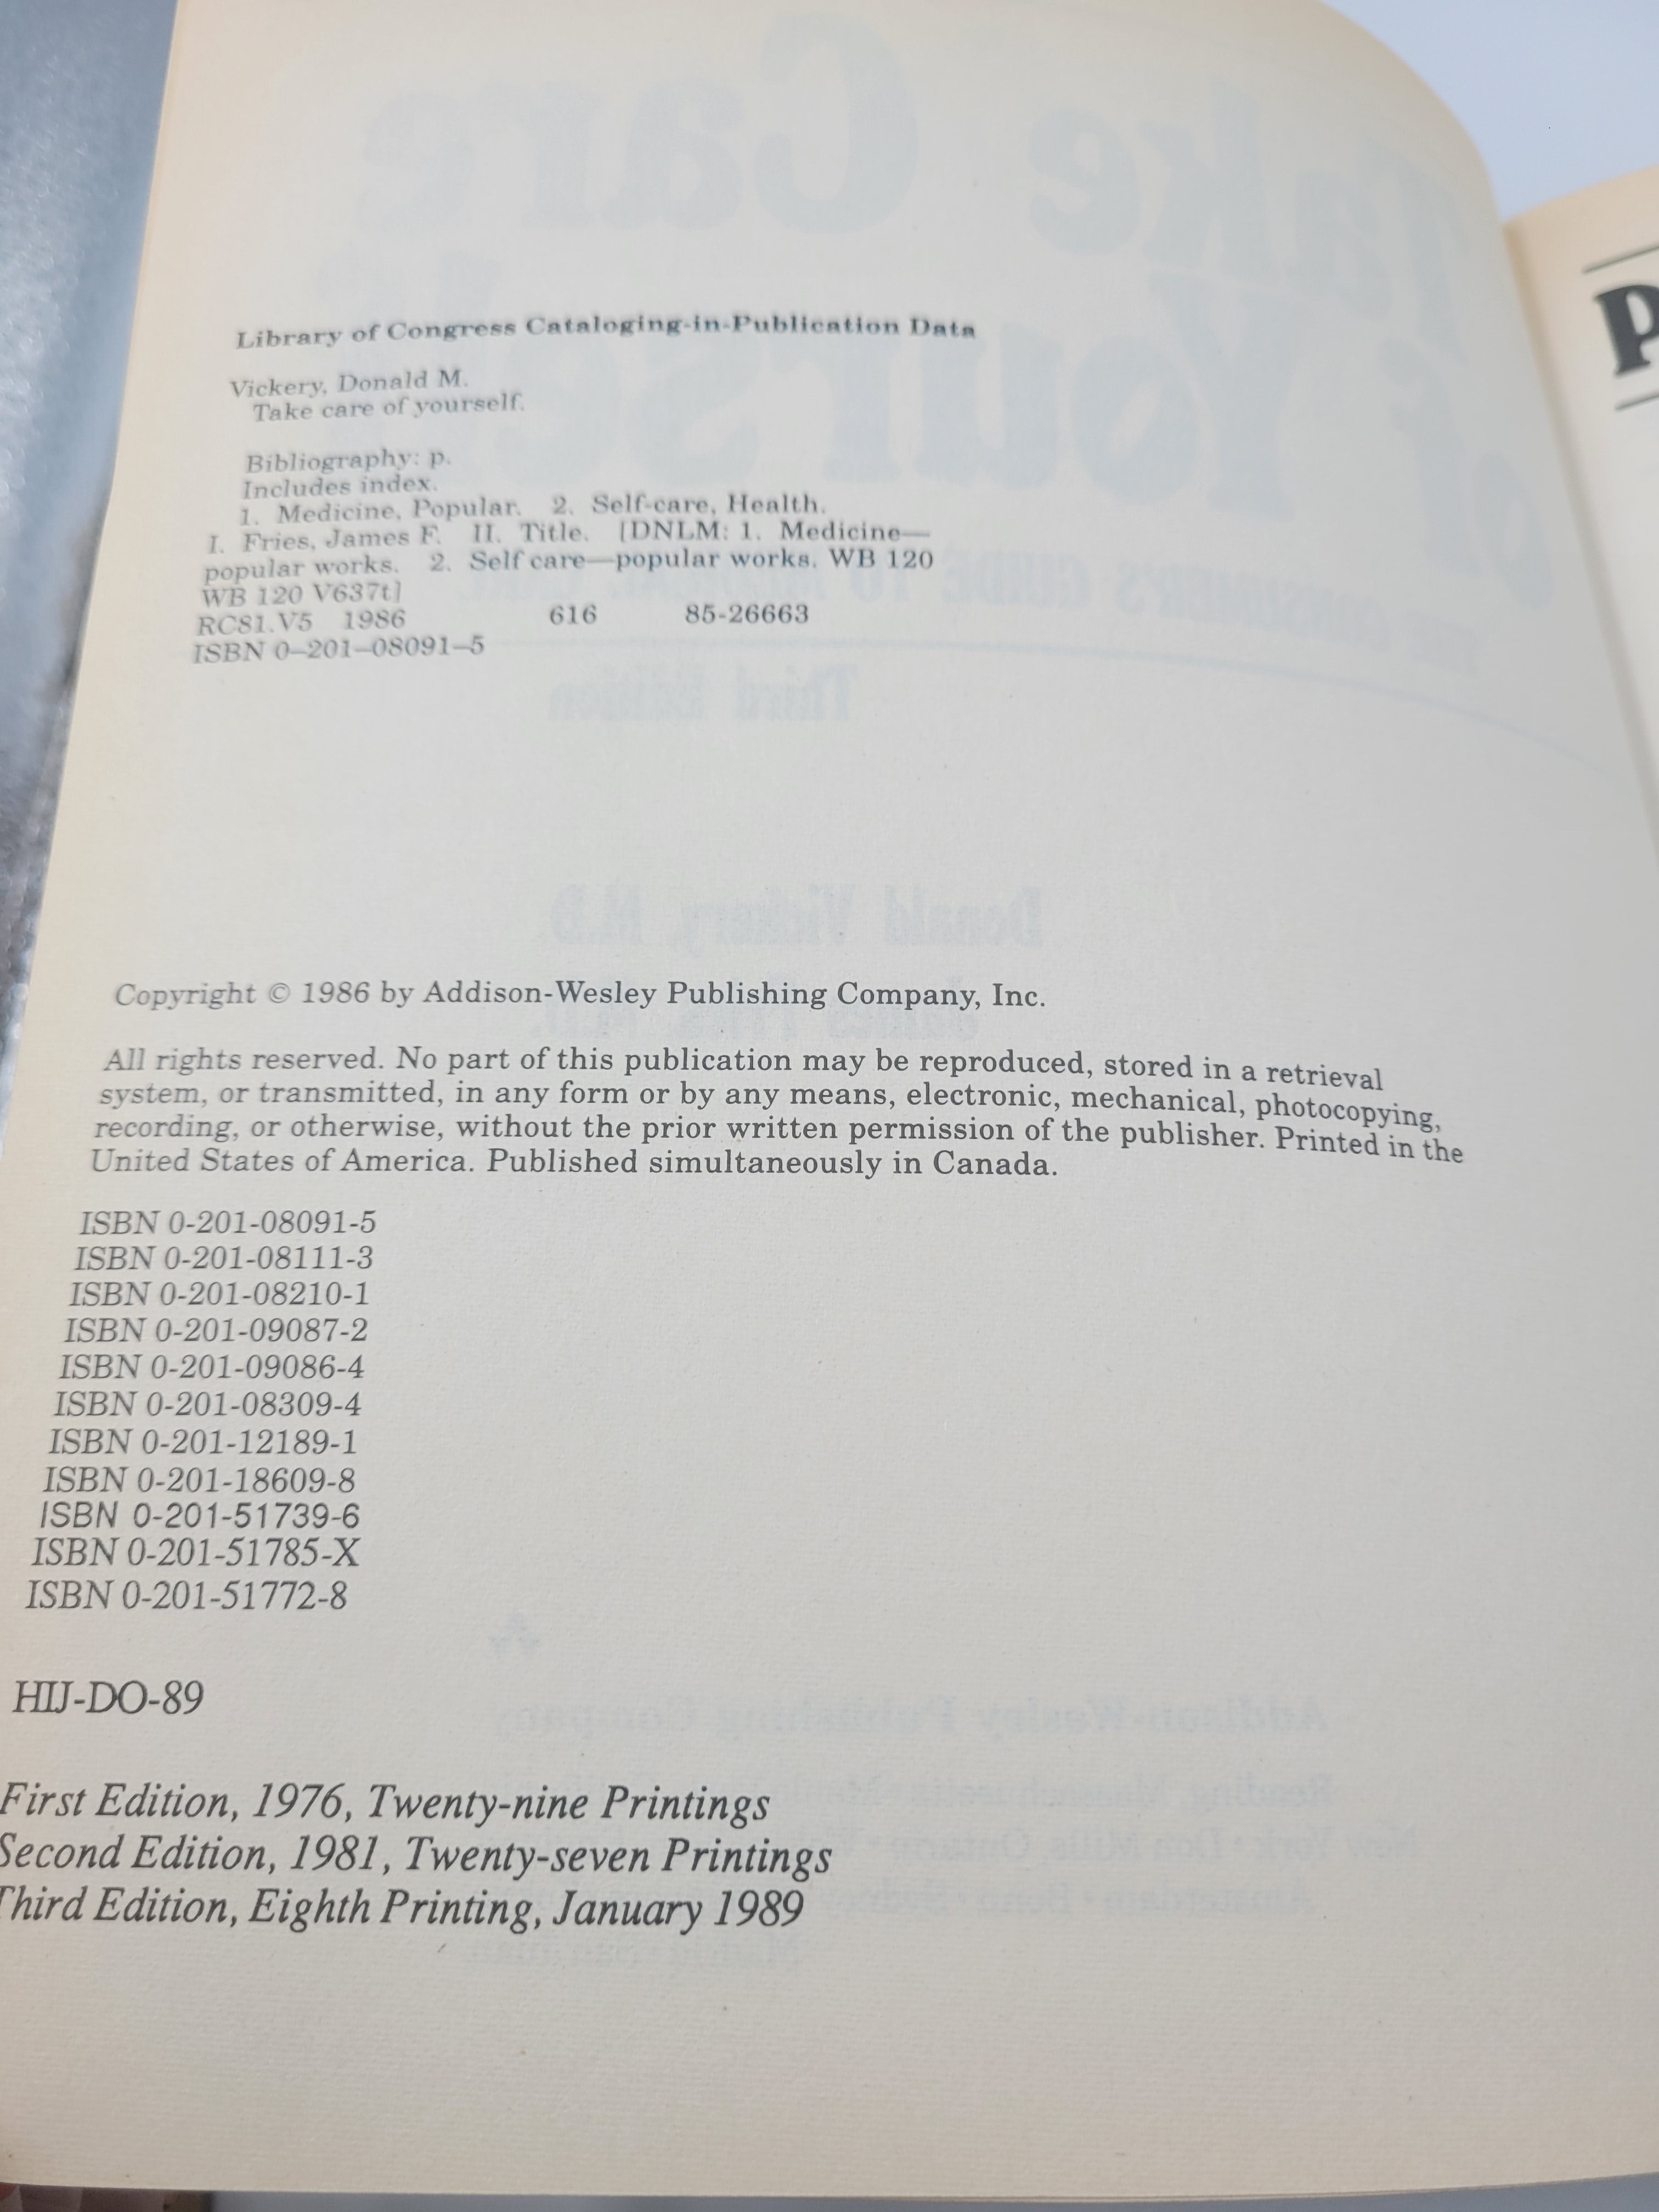 Library of Congress Cataloging-in-Publication Data
Vickery, Donald M.
Take care of yourself.
Bibliography: p.
Includes index.
1. Medicine, Popular. 2. Self-care, Health.
I. Fries, James F. II. Title. [DNLM: 1. Medicine—
popular works. 2. Self care—popular works. WB 120
WB 120 V637t]
RC81.V5 1986 616 85-26663
ISBN 0–201–08091–5
Copyright © 1986 by Addison-Wesley Publishing Company, Inc.
All rights reserved. No part of this publication may be reproduced, stored in a retrieval
system, or transmitted, in any form or by any means, electronic, mechanical, photocopying,
recording, or otherwise, without the prior written permission of the publisher. Printed in the
United States of America. Published simultaneously in Canada.
ISBN 0-201-08091-5
ISBN 0-201-08111-3
ISBN 0-201-08210-1
ISBN 0-201-09087-2
ISBN 0-201-09086-4
ISBN 0-201-08309-4
ISBN 0-201-12189-1
ISBN 0-201-18609-8
ISBN 0-201-51739-6
ISBN 0-201-51785-X
ISBN 0-201-51772-8
HIJ-DO-89
First Edition, 1976, Twenty-nine Printings
Second Edition, 1981, Twenty-seven Printings
Third Edition, Eighth Printing, January 1989